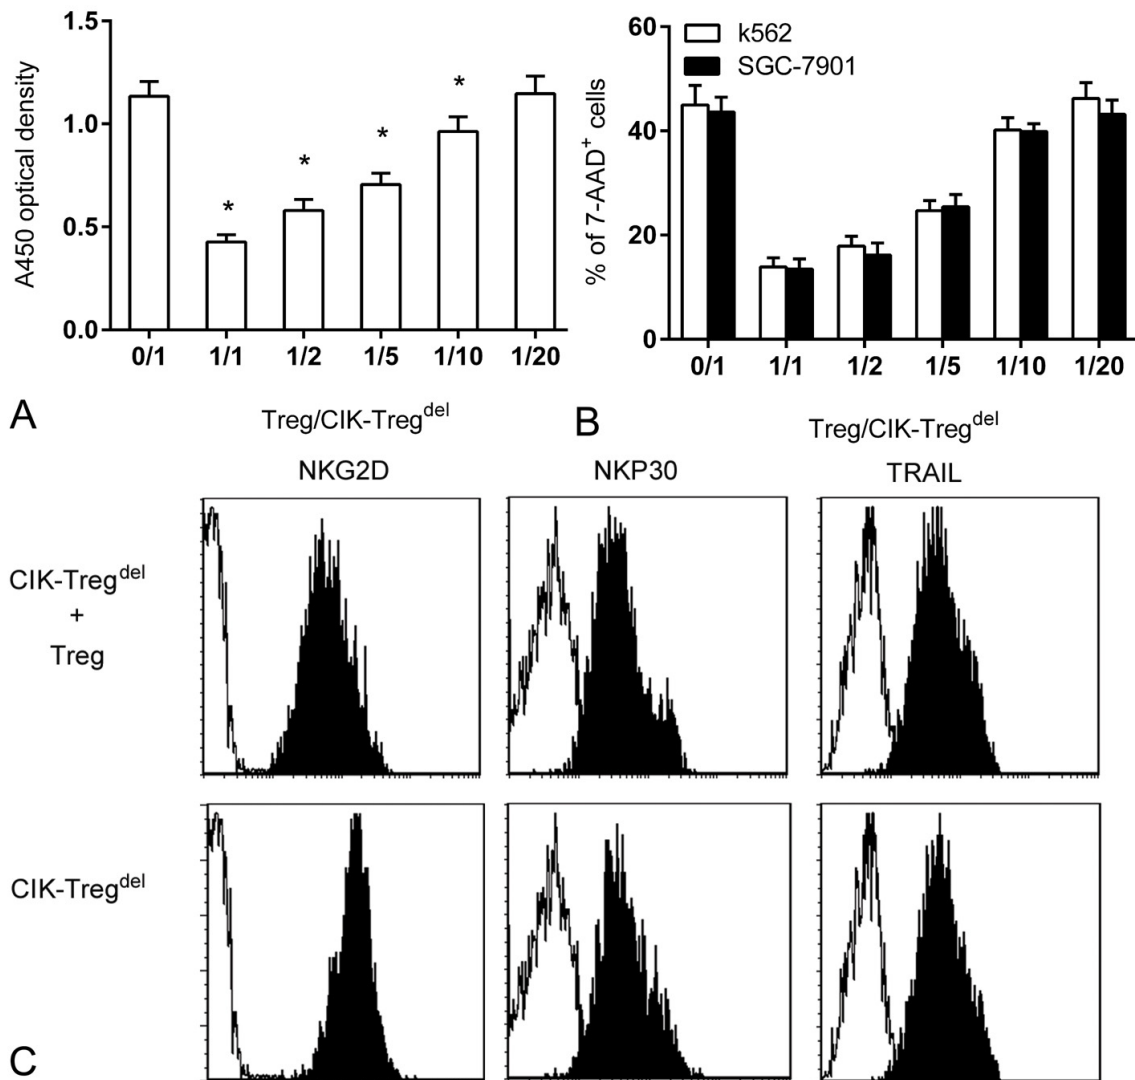 A450 optical density
1.5
1.0
0.5
0.0
*
*
*
*
0/1 1/1 1/2 1/5 1/10 1/20
Treg/CIK-Treg^del
A
% of 7-AAD⁺ cells
60
40
20
0
k562
SGC-7901
0/1 1/1 1/2 1/5 1/10 1/20
Treg/CIK-Treg^del
B
NKG2D NKP30 TRAIL
CIK-Treg^del
+
Treg
CIK-Treg^del
C